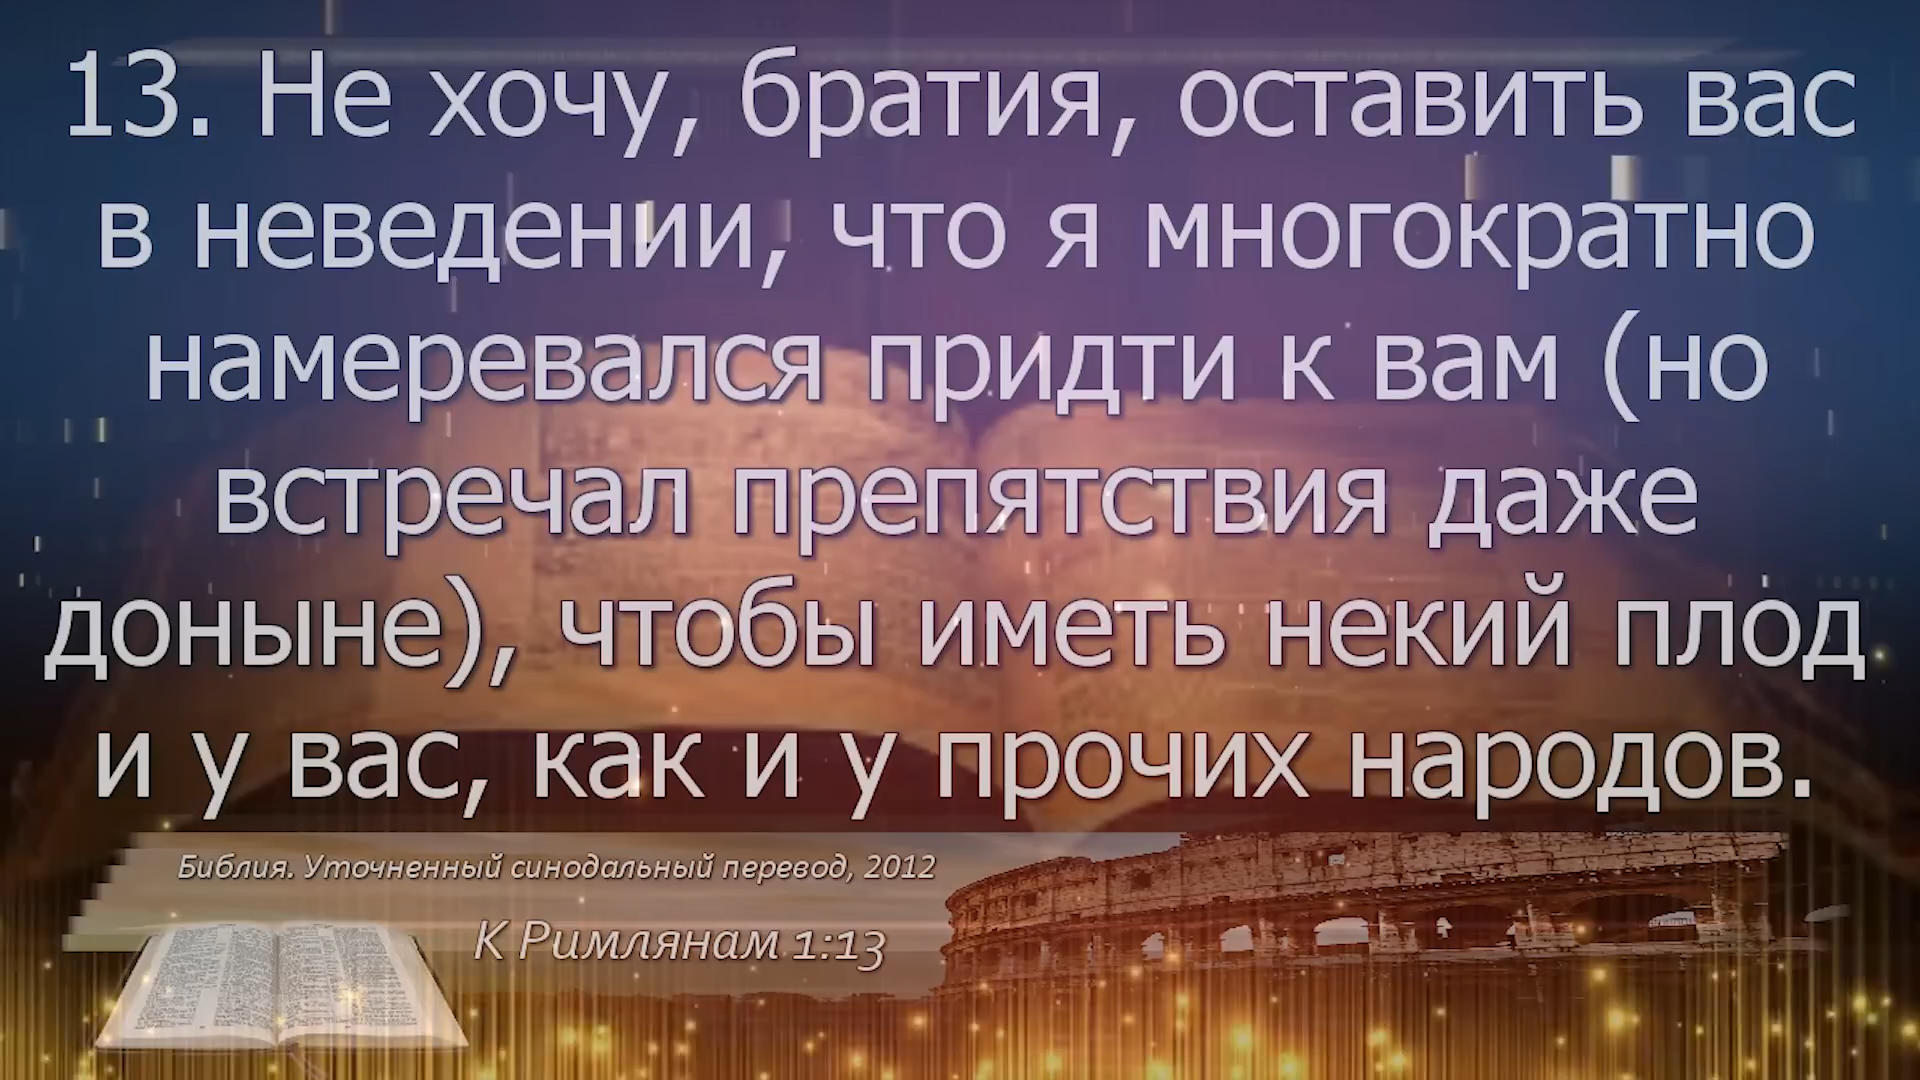 13. Не хочу, братия, оставить вас
в неведении, что я многократно
намеревался придти к вам (но
встречал препятствия даже
доныне), чтобы иметь некий плод
и у вас, как и у прочих народов.
Библия. Уточненный синодальный перевод, 2012
К Римлянам 1:13